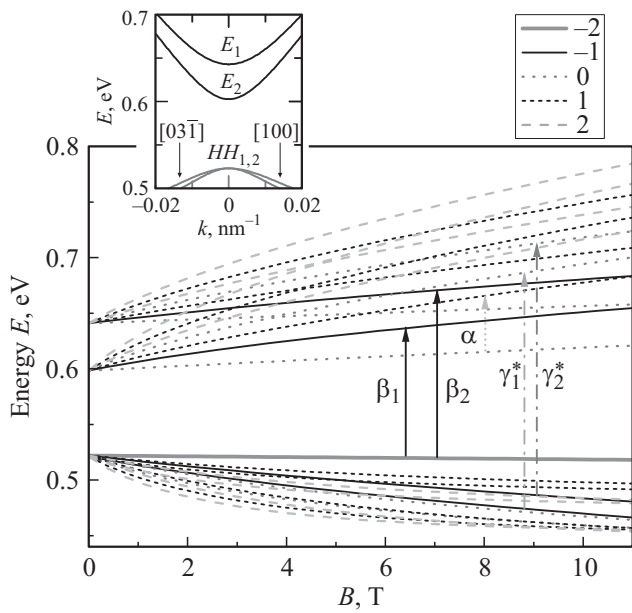 0.7
0.6
0.5
E, eV
E1
E2
[031̄]
[100]
HH1,2
−0.02
0
0.02
k, nm−1
−2
−1
0
1
2
0.8
0.7
0.6
0.5
Energy E, eV
β1
β2
α
γ1*
γ2*
0
2
4
6
8
10
B, T